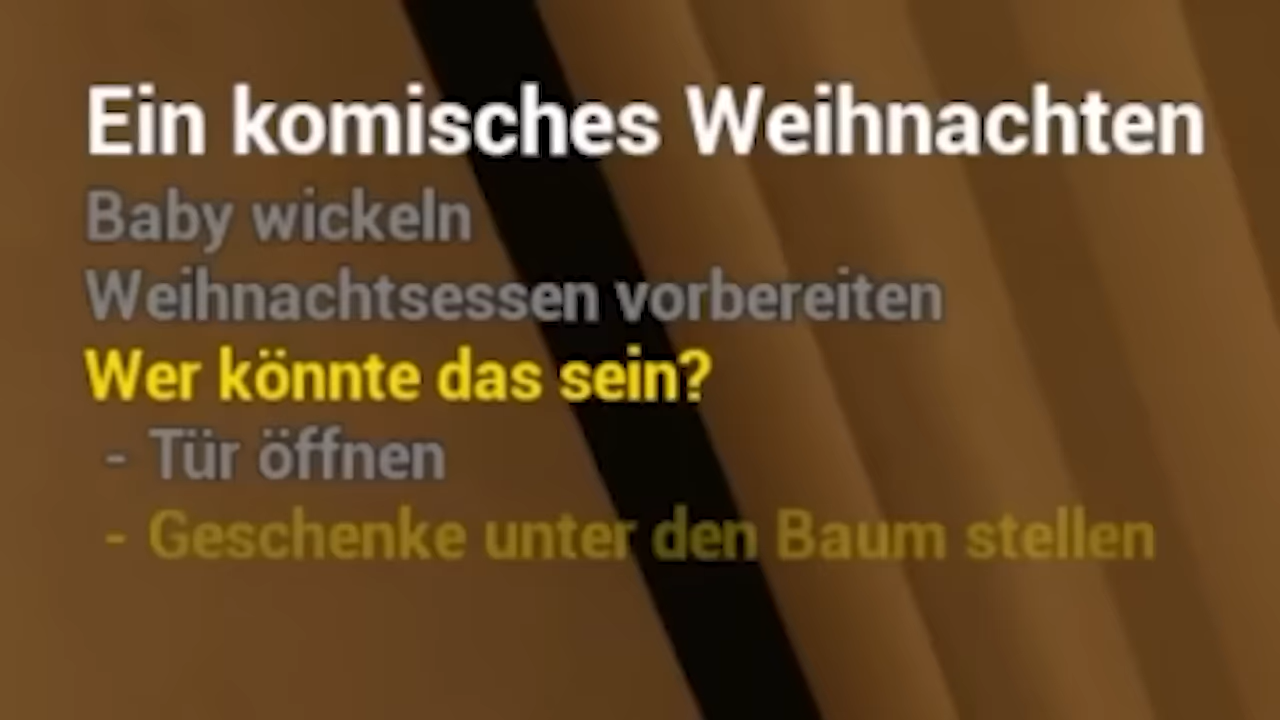 Ein komisches Weihnachten
Baby wickeln
Weihnachtsessen vorbereiten
Wer könnte das sein?
- Tür öffnen
- Geschenke unter den Baum stellen